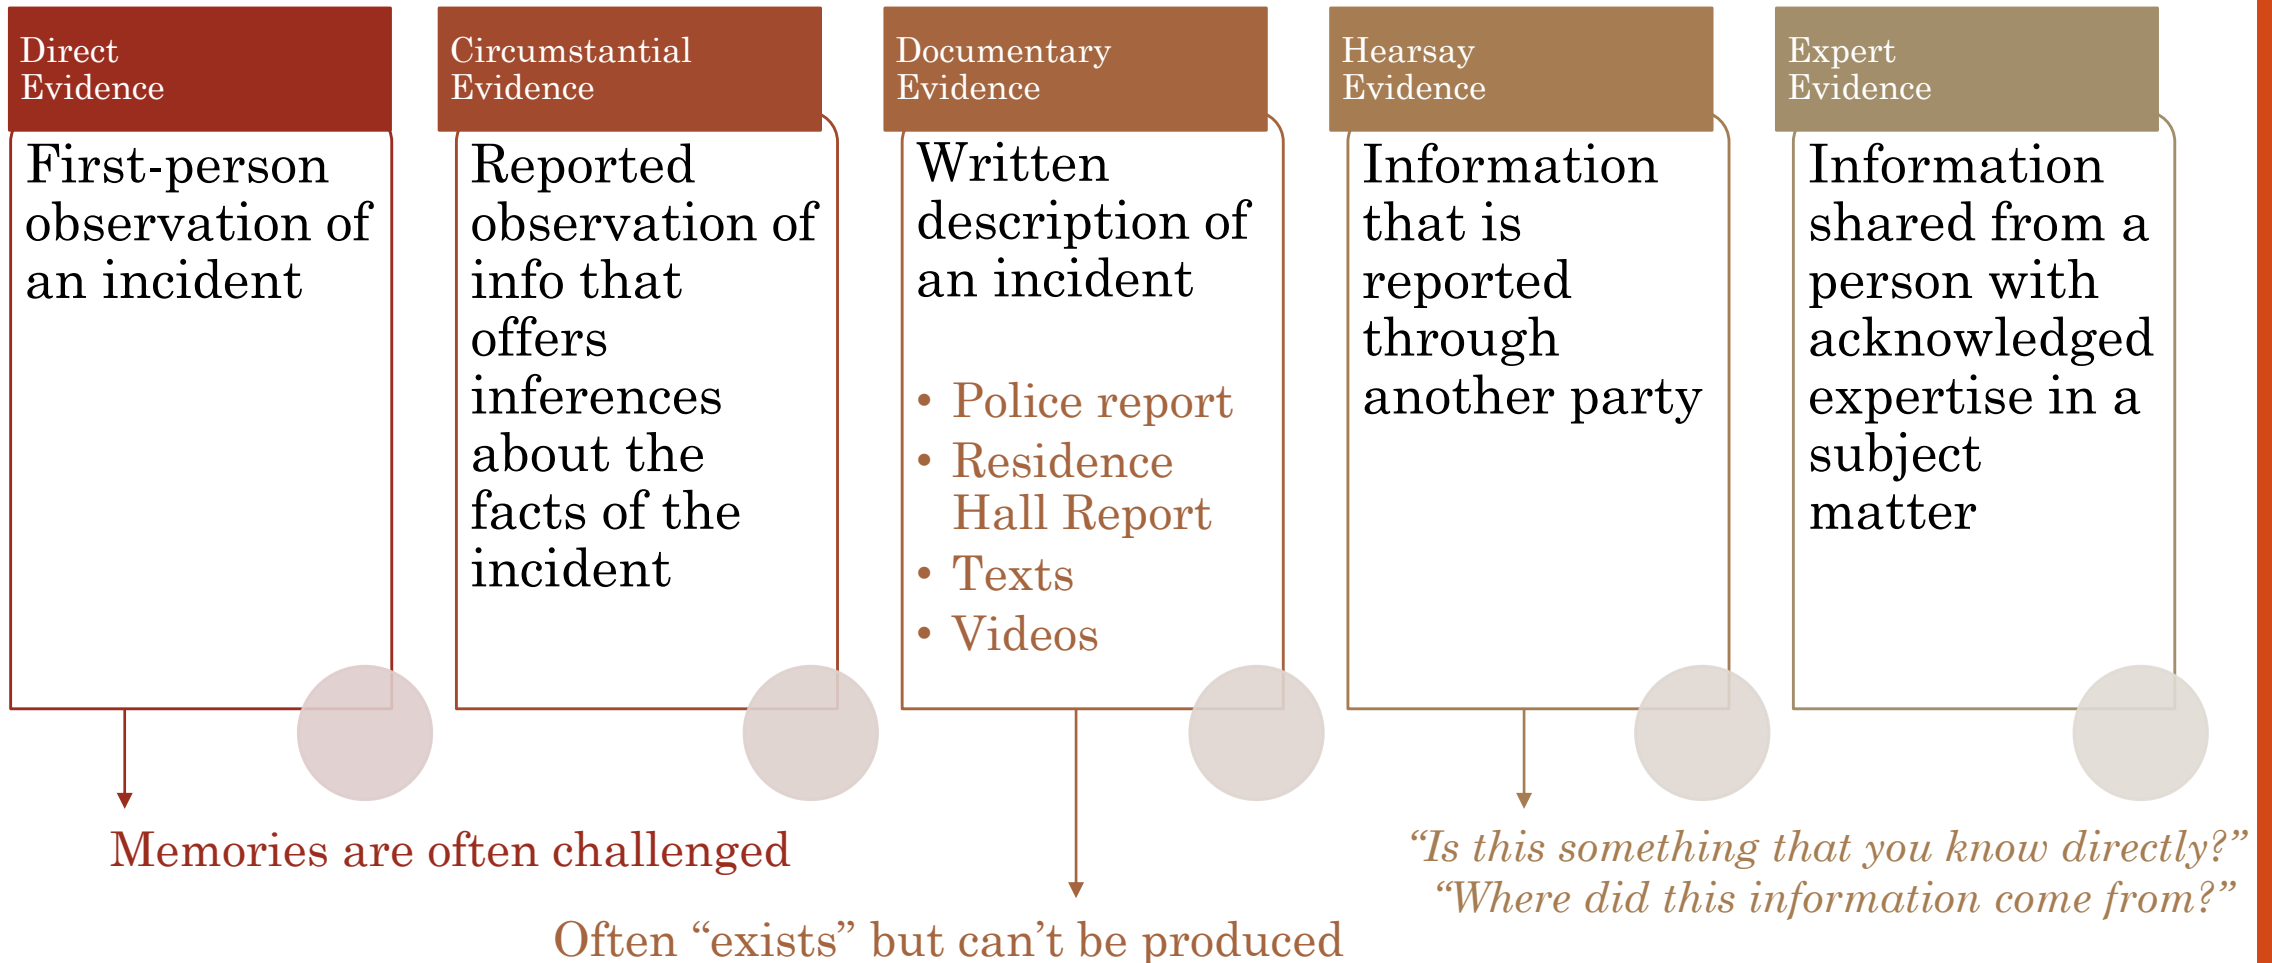 Direct
Evidence
First-person
observation of
an incident
Circumstantial
Evidence
Reported
observation of
info that
offers
inferences
about the
facts of the
incident
Documentary
Evidence
Written
description of
an incident
• Police report
• Residence
Hall Report
• Texts
• Videos
Hearsay
Evidence
Information
that is
reported
through
another party
Expert
Evidence
Information
shared from a
person with
acknowledged
expertise in a
subject
matter
Memories are often challenged
Often “exists” but can’t be produced
“Is this something that you know directly?”
“Where did this information come from?”